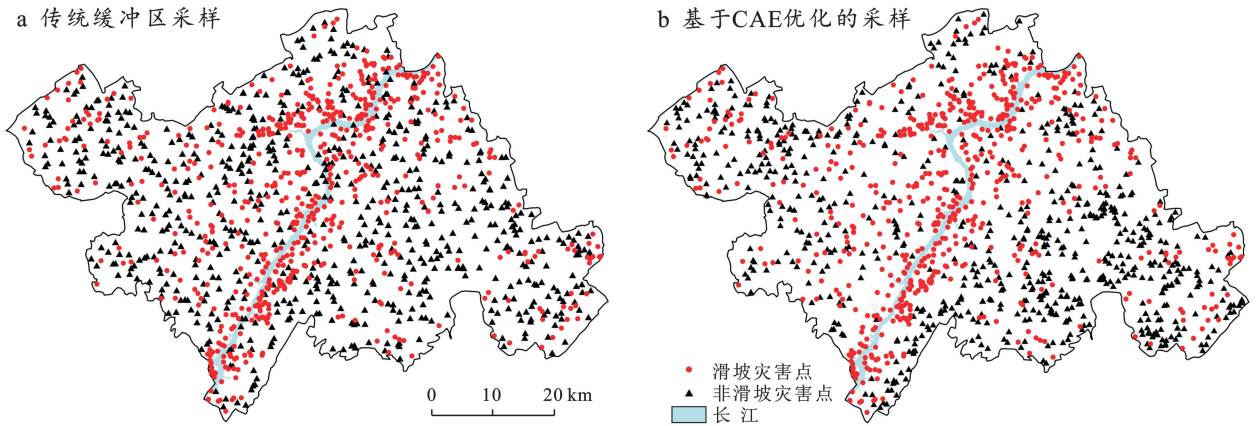 a 传统缓冲区采样
b 基于CAE优化的采样
滑坡灾害点
非滑坡灾害点
长 江
0 10 20 km